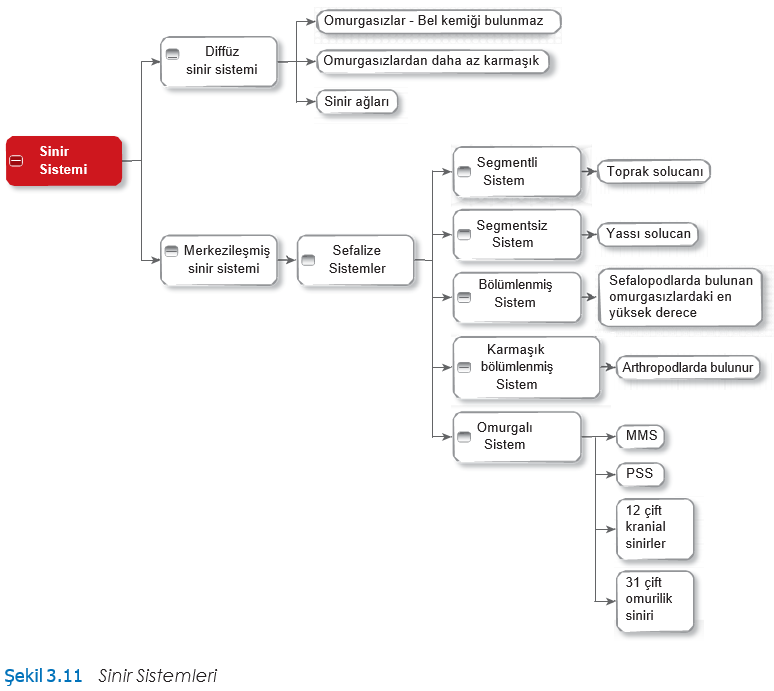 Sinir
Sistemi
Diffüz
sinir sistemi
Omurgasızlar - Bel kemiği bulunmaz
Omurgasızlardan daha az karmaşık
Sinir ağları
Merkezileşmiş
sinir sistemi
Sefalize
Sistemler
Segmentli
Sistem
Toprak solucanı
Segmentsiz
Sistem
Yassı solucan
Bölümlenmiş
Sistem
Sefalopodlarda bulunan
omurgasızlardaki en
yüksek derece
Karmaşık
bölümlenmiş
Sistem
Arthropodlarda bulunur
Omurgalı
Sistem
MMS
PSS
12 çift
kranial
sinirler
31 çift
omurilik
siniri
Şekil 3.11 Sinir Sistemleri